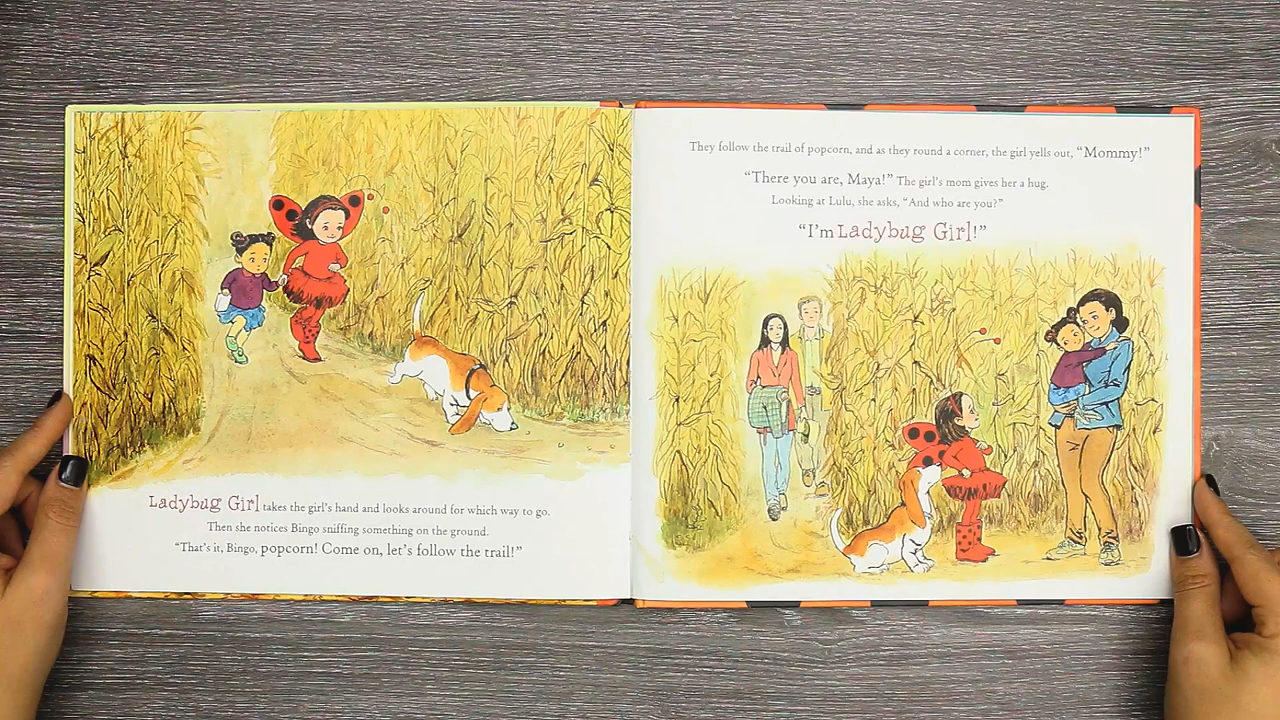 Ladybug Girl takes the girl's hand and looks around for which way to go.
Then she notices Bingo sniffing something on the ground.
"That's it, Bingo, popcorn! Come on, let's follow the trail!"
They follow the trail of popcorn, and as they round a corner, the girl yells out, "Mommy!"
"There you are, Maya!" The girl's mom gives her a hug.
Looking at Lulu, she asks, "And who are you?"
"I'm Ladybug Girl!"